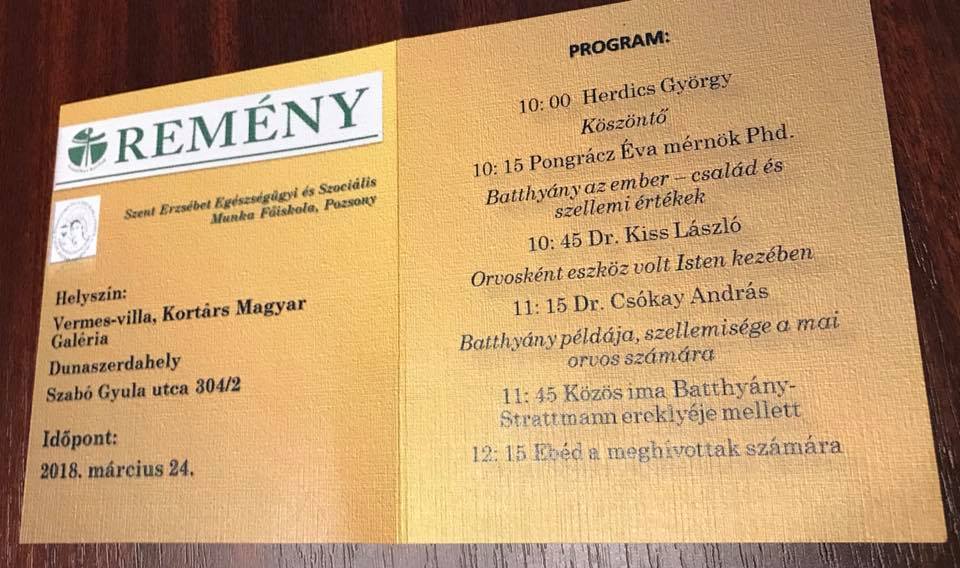 REMÉNY
Szent Erzsébet Egészségügyi és Szociális
Munka Főiskola, Pozsony
Helyszín:
Vermes-villa, Kortárs Magyar
Galéria
Dunaszerdahely
Szabó Gyula utca 304/2
Időpont:
2018. március 24.
PROGRAM:
10: 00 Herdics György
Köszöntő
10: 15 Pongrácz Éva mérnök Phd.
Batthyány az ember – család és
szellemi értékek
10: 45 Dr. Kiss László
Orvosként eszköz volt Isten kezében
11: 15 Dr. Csókay András
Batthyány példája, szellemisége a mai
orvos számára
11: 45 Közös ima Batthyány-
Strattmann ereklyéje mellett
12: 15 Ebéd a meghivottak számára